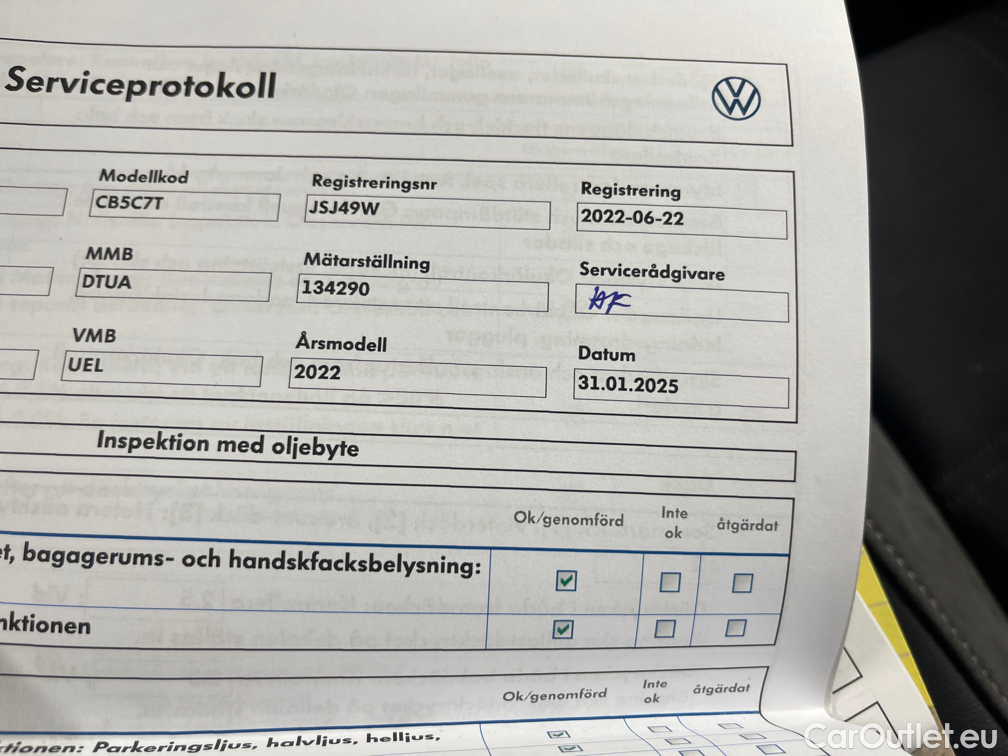 Serviceprotokoll
Modellkod
Registreringsnr
Registrering
CB5C7T
JSJ49W
2022-06-22
MMB
Mätarställning
Servicerådgivare
DTUA
134290
VMB
Årsmodell
Datum
UEL
2022
31.01.2025
Inspektion med oljebyte
Ok/genomförd
Inte
ok
åtgärdat
t, bagagerums- och handskfacksbelysning:
nktionen
Ok/genomförd
Inte
ok
åtgärdat
tionen: Parkeringsljus, halvljus, helljus,
CarOutlet.eu